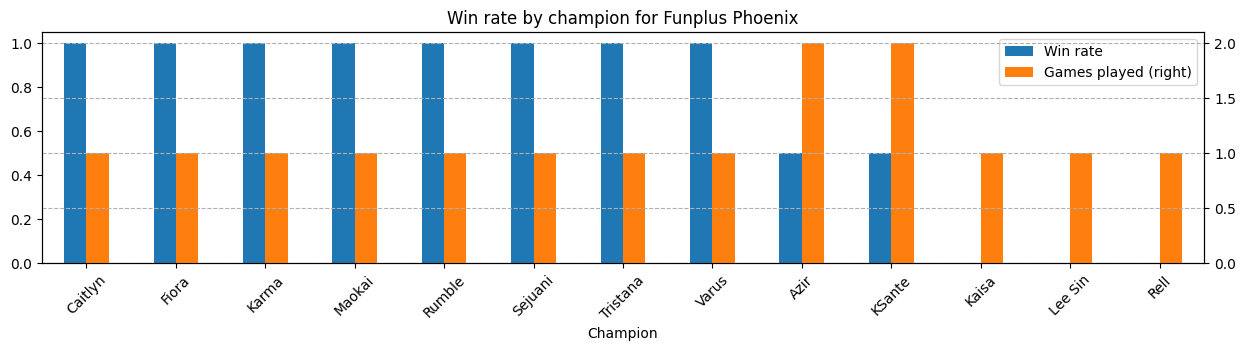 Win rate by champion for Funplus Phoenix
1.0
0.8
0.6
0.4
0.2
0.0
2.0
1.5
1.0
0.5
0.0
Win rate
Games played (right)
Caitlyn
Fiora
Karma
Maokai
Rumble
Sejuani
Tristana
Varus
Azir
KSante
Kaisa
Lee Sin
Rell
Champion